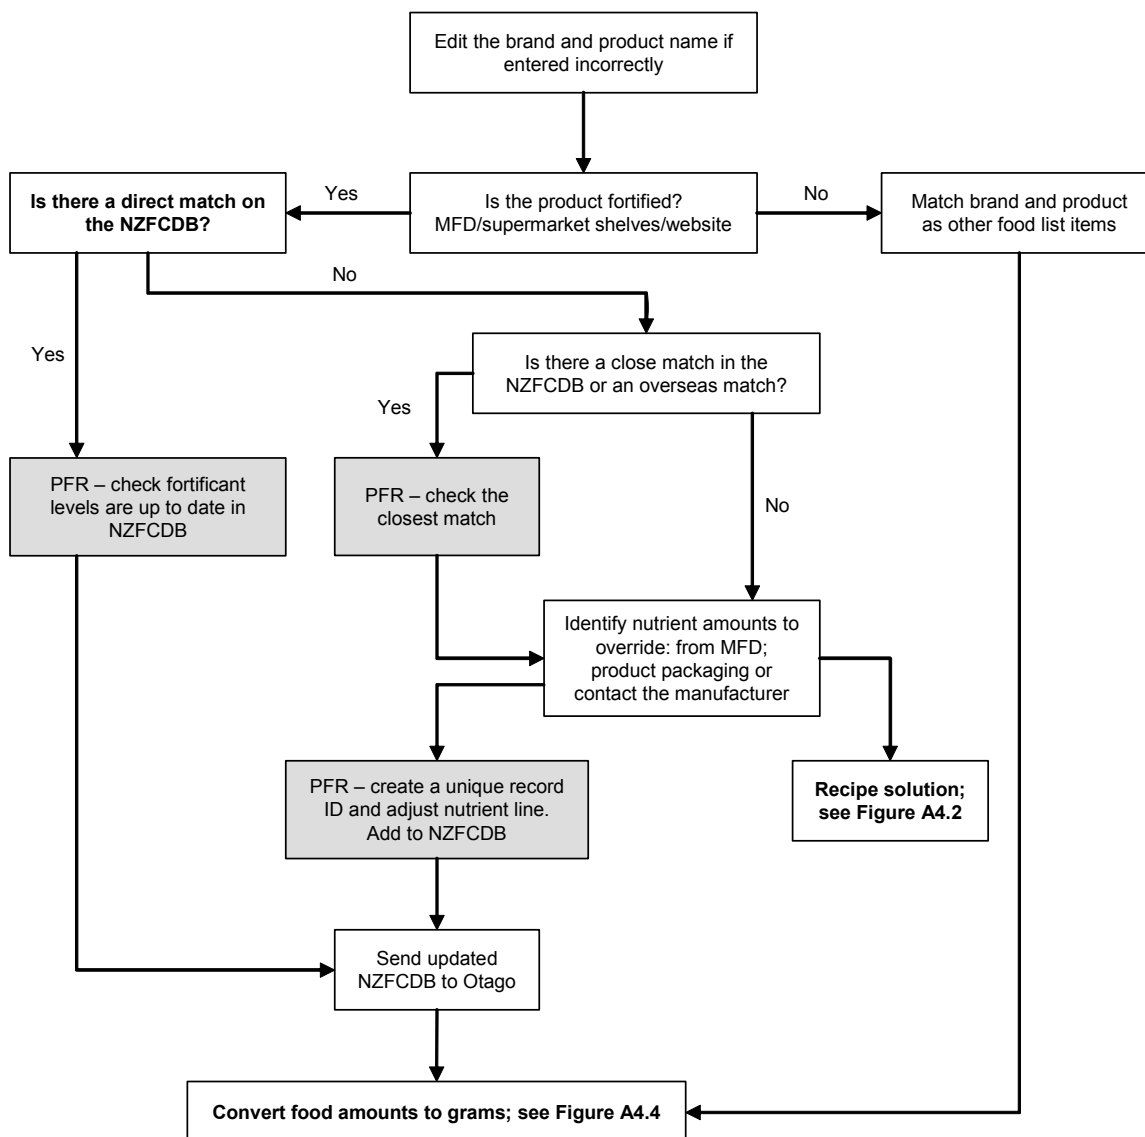 Edit the brand and product name if
entered incorrectly
Is there a direct match on
the NZFCDB?
Yes
Is the product fortified?
MFD/supermarket shelves/website
No
Match brand and product
as other food list items
No
Yes
Is there a close match in the
NZFCDB or an overseas match?
Yes
PFR – check fortificant
levels are up to date in
NZFCDB
PFR – check the
closest match
No
Identify nutrient amounts to
override: from MFD;
product packaging or
contact the manufacturer
PFR – create a unique record
ID and adjust nutrient line.
Add to NZFCDB
Recipe solution;
see Figure A4.2
Send updated
NZFCDB to Otago
Convert food amounts to grams; see Figure A4.4